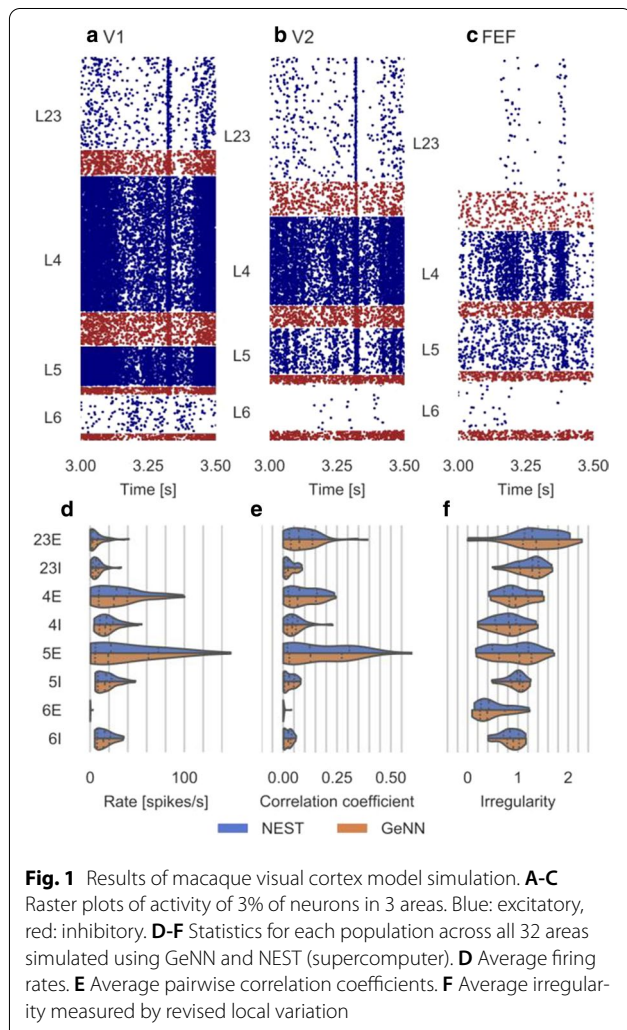 a V1
b V2
c FEF
L23
L4
L5
L6
3.00 3.25 3.50
Time [s]
L23
L4
L5
L6
3.00 3.25 3.50
Time [s]
L23
L4
L5
L6
3.00 3.25 3.50
Time [s]
d
e
f
23E
23I
4E
4I
5E
5I
6E
6I
0 100
Rate [spikes/s]
0.00 0.25 0.50
Correlation coefficient
0 1 2
Irregularity
NEST GeNN
Fig. 1 Results of macaque visual cortex model simulation. A-C
Raster plots of activity of 3% of neurons in 3 areas. Blue: excitatory,
red: inhibitory. D-F Statistics for each population across all 32 areas
simulated using GeNN and NEST (supercomputer). D Average firing
rates. E Average pairwise correlation coefficients. F Average irregular-
ity measured by revised local variation